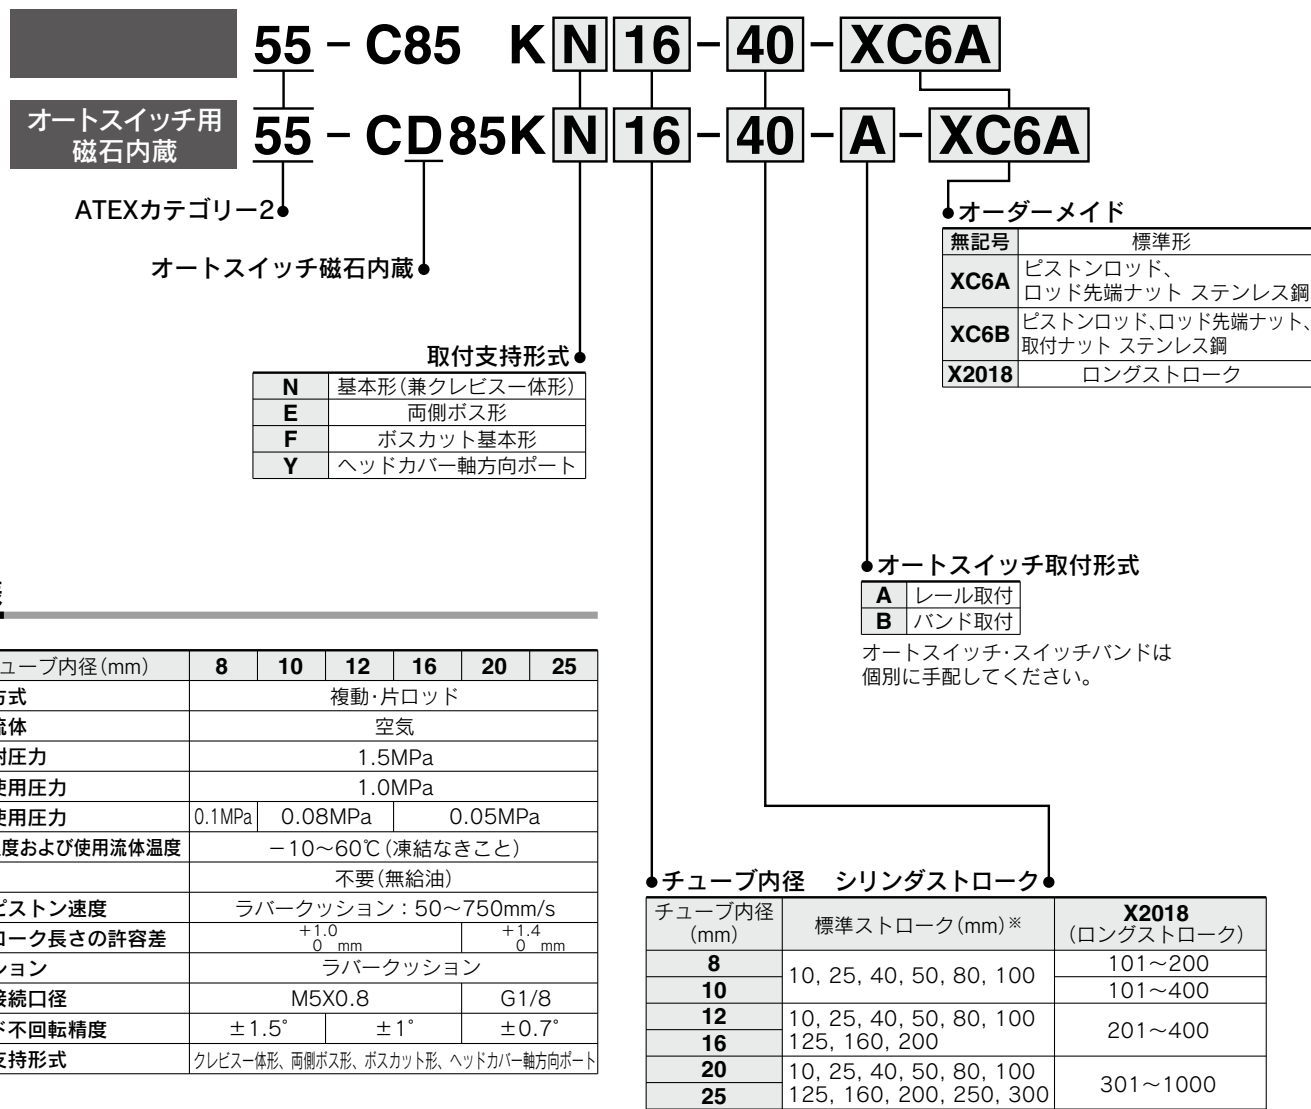 55 - C85 K N 16 - 40 - XC6A
オートスイッチ用
磁石内蔵
55 - CD85K N 16 - 40 - A - XC6A
ATEXカテゴリー2
オートスイッチ磁石内蔵
オーダーメイド
無記号 標準形
XC6A ピストンロッド、
ロッド先端ナット ステンレス鋼
XC6B ピストンロッド、ロッド先端ナット、
取付ナット ステンレス鋼
X2018 ロングストローク
取付支持形式
N 基本形(兼クレビス一体形)
E 両側ボス形
F ボスカット基本形
Y ヘッドカバー軸方向ポート
オートスイッチ取付形式
A レール取付
B バンド取付
オートスイッチ・スイッチバンドは
個別に手配してください。
ューブ内径(mm) 8 10 12 16 20 25
方式 複動・片ロッド
流体 空気
耐圧力 1.5MPa
使用圧力 1.0MPa
使用圧力 0.1MPa 0.08MPa 0.05MPa
度および使用流体温度 −10〜60℃(凍結なきこと)
不要(無給油)
ピストン速度 ラバークッション：50〜750mm/s
ローク長さの許容差 +1.0 0 mm +1.4 0 mm
ション ラバークッション
接続口径 M5X0.8 G1/8
ド不回転精度 ±1.5° ±1° ±0.7°
支持形式 クレビス一体形、両側ボス形、ボスカット形、ヘッドカバー軸方向ポート
チューブ内径 シリンダストローク
チューブ内径
(mm) 標準ストローク(mm)※ X2018
(ロングストローク)
8 10, 25, 40, 50, 80, 100 101〜200
10 101〜400
12 10, 25, 40, 50, 80, 100 201〜400
16 125, 160, 200
20 10, 25, 40, 50, 80, 100 301〜1000
25 125, 160, 200, 250, 300